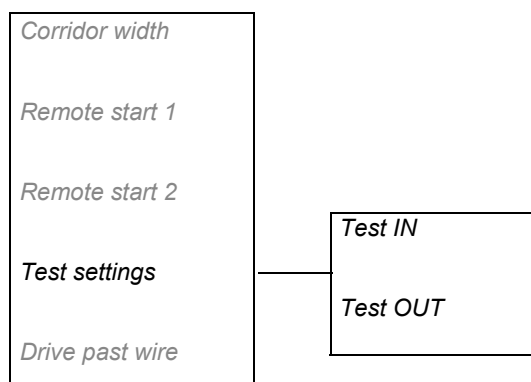 Corridor width
Remote start 1
Remote start 2
Test settings
Drive past wire
Test IN
Test OUT